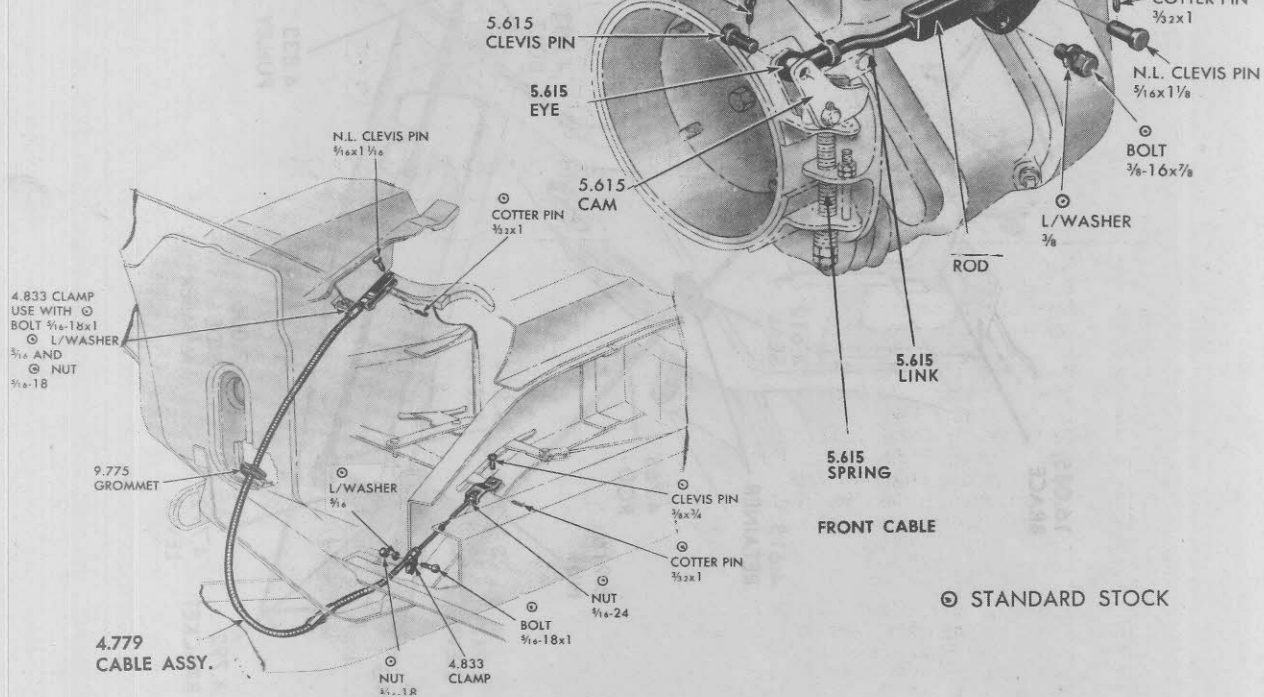 COTTER PIN
3/32x1
5.615
CLEVIS PIN
N.L. CLEVIS PIN
5/16x1 1/8
5.615
EYE
⊙
BOLT
3/8-16x7/8
N.L. CLEVIS PIN
5/16x1 1/16
5.615
CAM
⊙
COTTER PIN
3/32x1
⊙
L/WASHER
3/8
ROD
4.833 CLAMP
USE WITH ⊙
BOLT 5/16-18x1
⊙ L/WASHER
5/16 AND
⊙ NUT
5/16-18
5.615
LINK
9.775
GROMMET
⊙
L/WASHER
5/16
5.615
SPRING
⊙
CLEVIS PIN
3/8x3/4
FRONT CABLE
⊙
COTTER PIN
3/32x1
⊙
NUT
5/16-24
⊙ STANDARD STOCK
⊙
BOLT
5/16-18x1
4.779
CABLE ASSY.
⊙
NUT
5/16-18
4.833
CLAMP